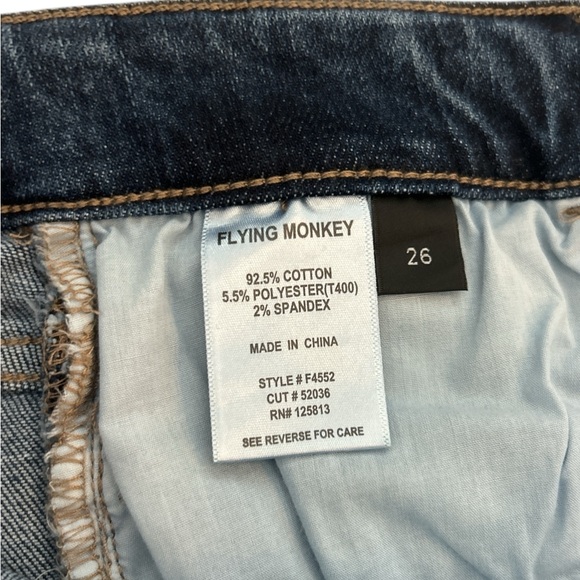 FLYING MONKEY
92.5% COTTON
5.5% POLYESTER(T400)
2% SPANDEX
MADE IN CHINA
STYLE # F4552
CUT # 52036
RN# 125813
SEE REVERSE FOR CARE
26